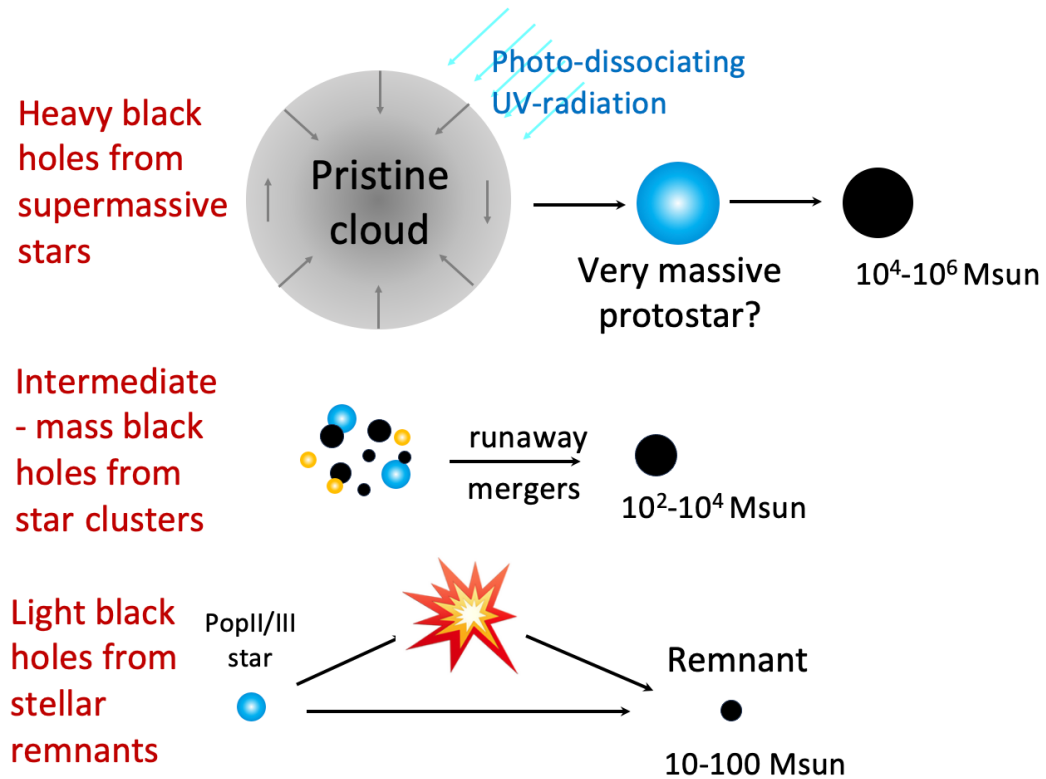 Photo-dissociating
UV-radiation
Heavy black
holes from
supermassive
stars
Pristine
cloud
Very massive
protostar?
10⁴-10⁶ Msun
Intermediate
- mass black
holes from
star clusters
runaway
mergers
10²-10⁴ Msun
Light black
holes from
stellar
remnants
PopII/III
star
Remnant
10-100 Msun